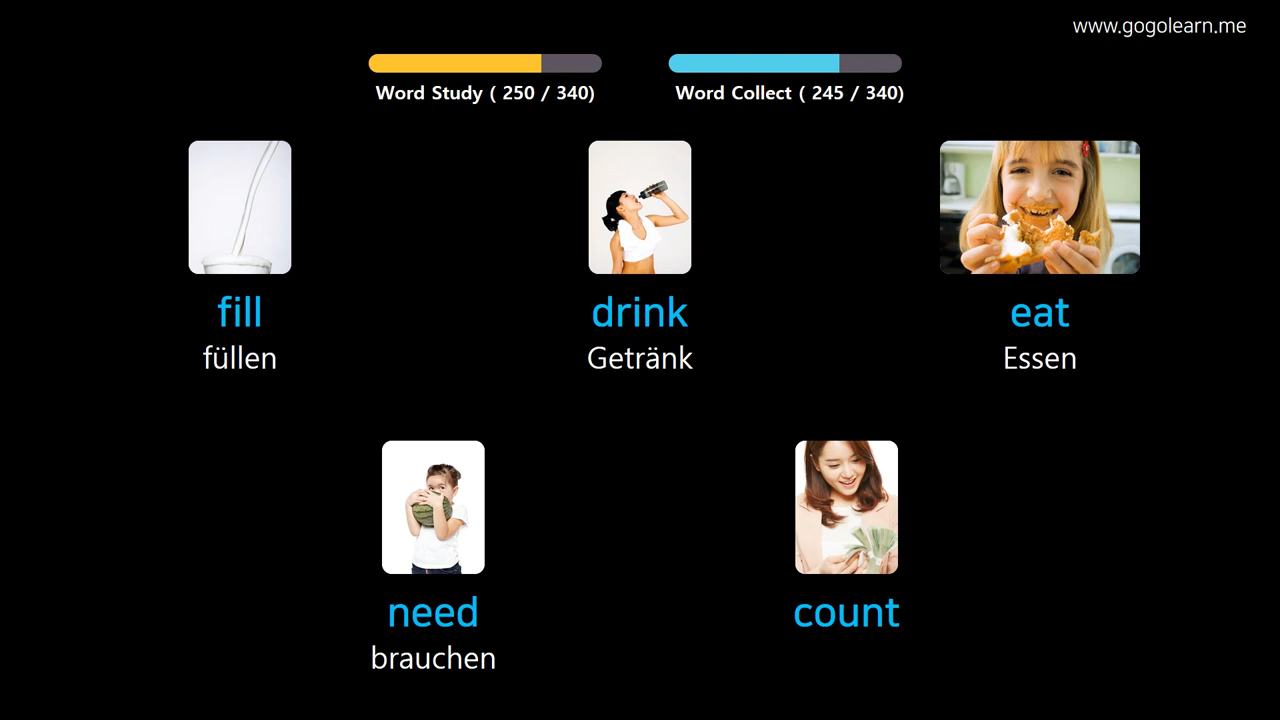 www.gogolearn.me
Word Study ( 250 / 340)
Word Collect ( 245 / 340)
fill
füllen
drink
Getränk
eat
Essen
need
brauchen
count